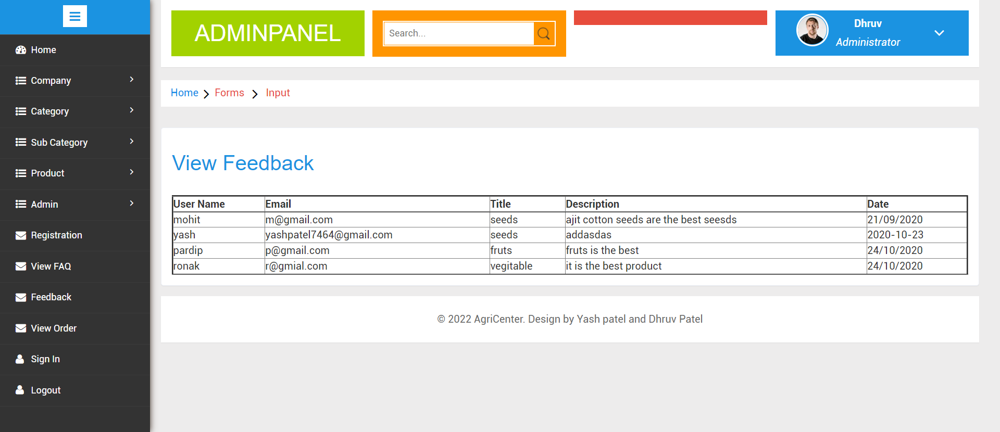 ADMINPANEL
Search...
Dhruv
Administrator
Home
Company
Category
Sub Category
Product
Admin
Registration
View FAQ
Feedback
View Order
Sign In
Logout
Home Forms Input
View Feedback
User Name Email Title Description Date
mohit m@gmail.com seeds ajit cotton seeds are the best seesds 21/09/2020
yash yashpatel7464@gmail.com seeds addasdas 2020-10-23
pardip p@gmail.com fruts fruts is the best 24/10/2020
ronak r@gmial.com vegitable it is the best product 24/10/2020
© 2022 AgriCenter. Design by Yash patel and Dhruv Patel